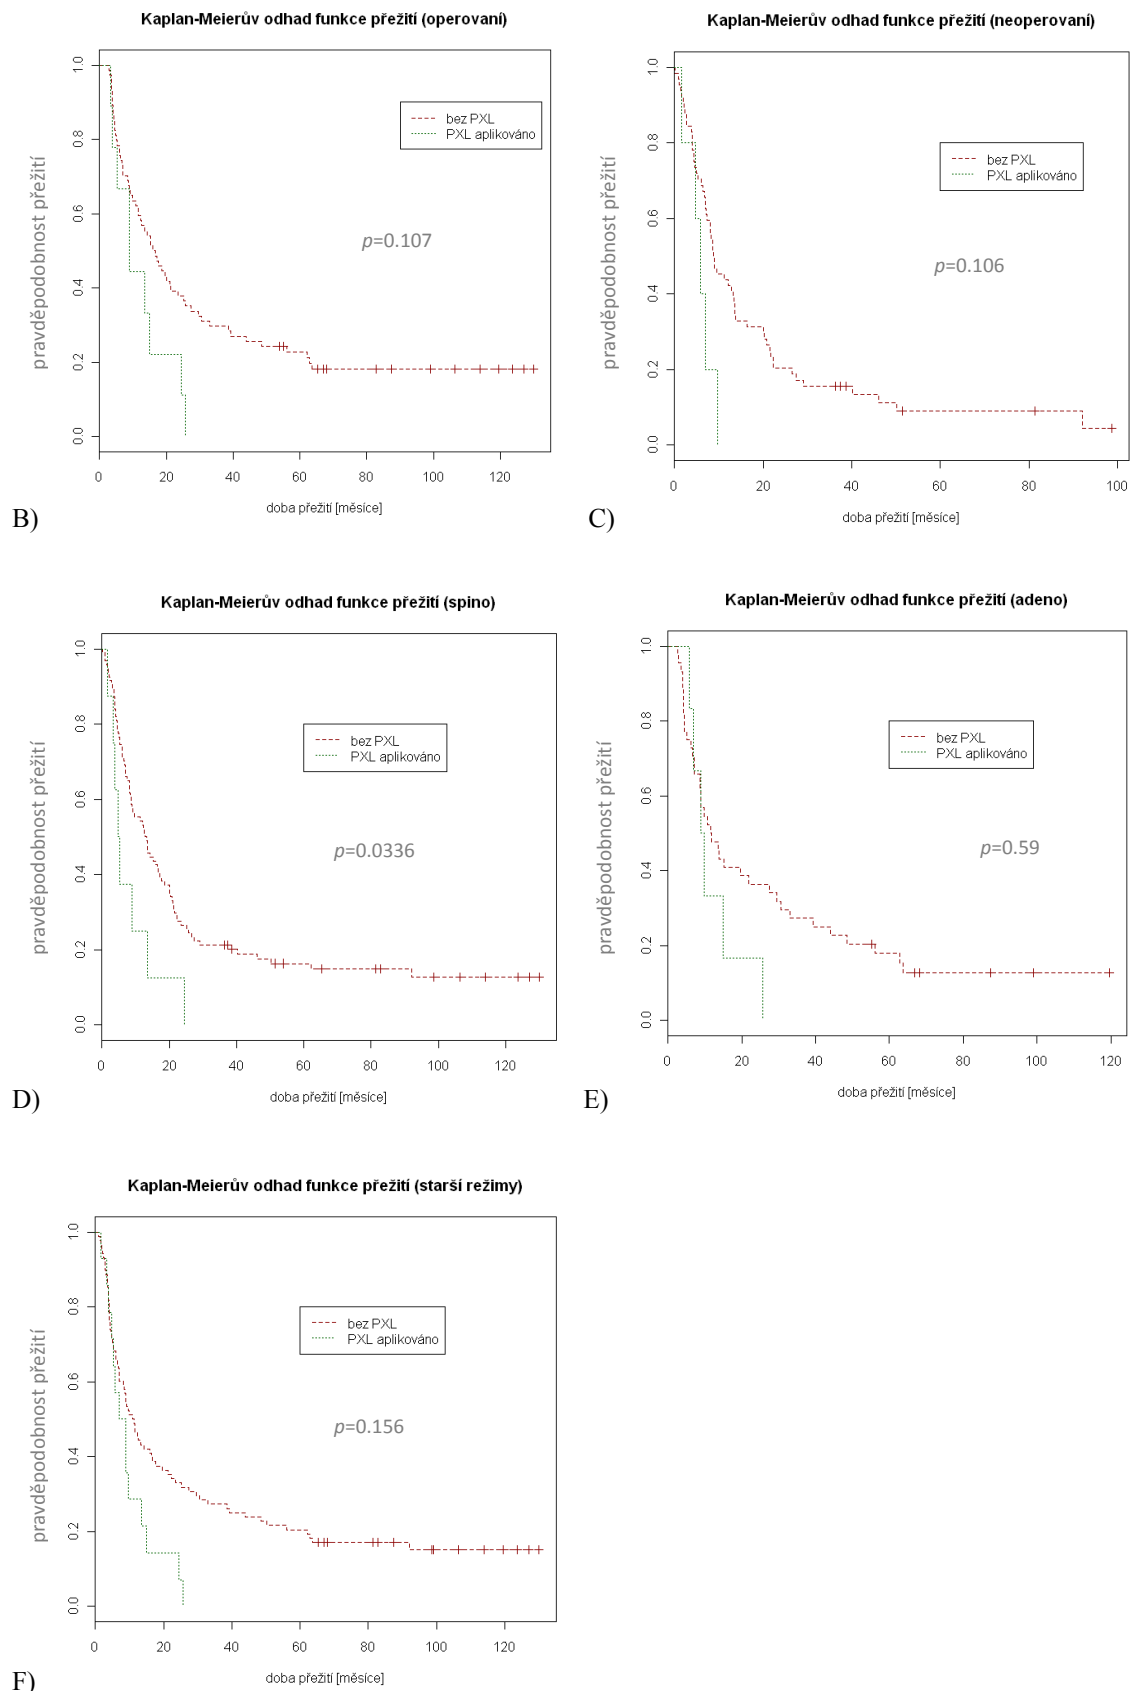 Kaplan-Meierův odhad funkce přežití (operovaní)
pravděpodobnost přežití
1.0
0.8
0.6
0.4
0.2
0.0
bez PXL
PXL aplikováno
p=0.107
0 20 40 60 80 100 120
doba přežití [měsíce]
B)
Kaplan-Meierův odhad funkce přežití (neoperovaní)
pravděpodobnost přežití
1.0
0.8
0.6
0.4
0.2
0.0
bez PXL
PXL aplikováno
p=0.106
0 20 40 60 80 100
doba přežití [měsíce]
C)
Kaplan-Meierův odhad funkce přežití (spino)
pravděpodobnost přežití
1.0
0.8
0.6
0.4
0.2
0.0
bez PXL
PXL aplikováno
p=0.0336
0 20 40 60 80 100 120
doba přežití [měsíce]
D)
Kaplan-Meierův odhad funkce přežití (adeno)
pravděpodobnost přežití
1.0
0.8
0.6
0.4
0.2
0.0
bez PXL
PXL aplikováno
p=0.59
0 20 40 60 80 100 120
doba přežití [měsíce]
E)
Kaplan-Meierův odhad funkce přežití (starší režimy)
pravděpodobnost přežití
1.0
0.8
0.6
0.4
0.2
0.0
bez PXL
PXL aplikováno
p=0.156
0 20 40 60 80 100 120
doba přežití [měsíce]
F)